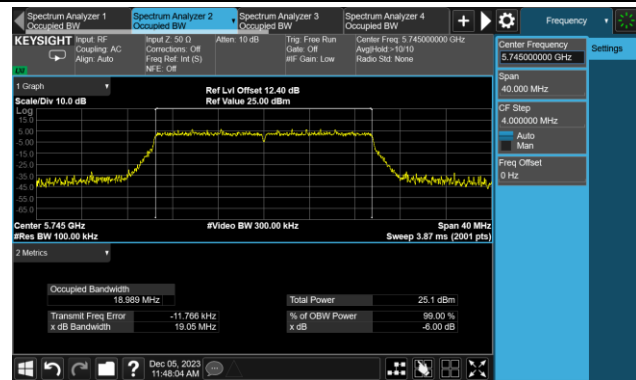 Spectrum Analyzer 1
Occupied BW
Spectrum Analyzer 2
Occupied BW
Spectrum Analyzer 3
Occupied BW
Spectrum Analyzer 4
Occupied BW
Frequency
KEYSIGHT
Input: RF
Coupling: AC
Align: Auto
Input Z: 50 Ω
Corrections: Off
Freq Ref: Int (S)
NFE: Off
Atten: 10 dB
Trig: Free Run
Gate: Off
#IF Gain: Low
Center Freq: 5.745000000 GHz
Avg|Hold:>10/10
Radio Std: None
Center Frequency
5.745000000 GHz
Settings
Span
40.000 MHz
CF Step
4.000000 MHz
Auto
Man
Freq Offset
0 Hz
1 Graph
Scale/Div 10.0 dB
Ref Lvl Offset 12.40 dB
Ref Value 25.00 dBm
Log
15.0
5.00
-5.00
-15.0
-25.0
-35.0
-45.0
-55.0
-65.0
Center 5.745 GHz
#Res BW 100.00 kHz
#Video BW 300.00 kHz
Span 40 MHz
Sweep 3.87 ms (2001 pts)
2 Metrics
Occupied Bandwidth
18.989 MHz
Total Power 25.1 dBm
Transmit Freq Error -11.766 kHz
% of OBW Power 99.00 %
x dB Bandwidth 19.05 MHz
x dB -6.00 dB
?
Dec 05, 2023
11:48:04 AM